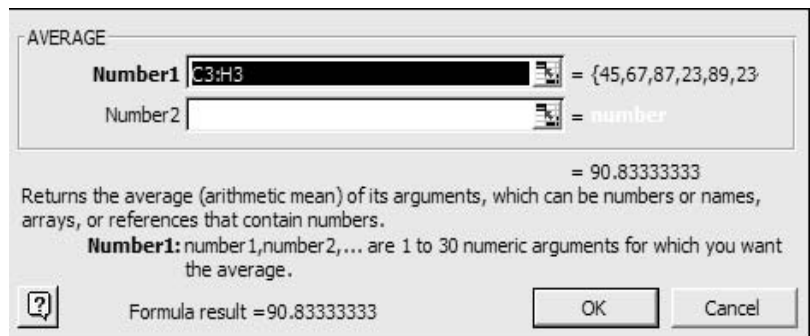 AVERAGE
Number1 C3:H3 = {45,67,87,23,89,23
Number2 = number
= 90.83333333
Returns the average (arithmetic mean) of its arguments, which can be numbers or names,
arrays, or references that contain numbers.
Number1: number1,number2,... are 1 to 30 numeric arguments for which you want
the average.
Formula result =90.83333333 OK Cancel